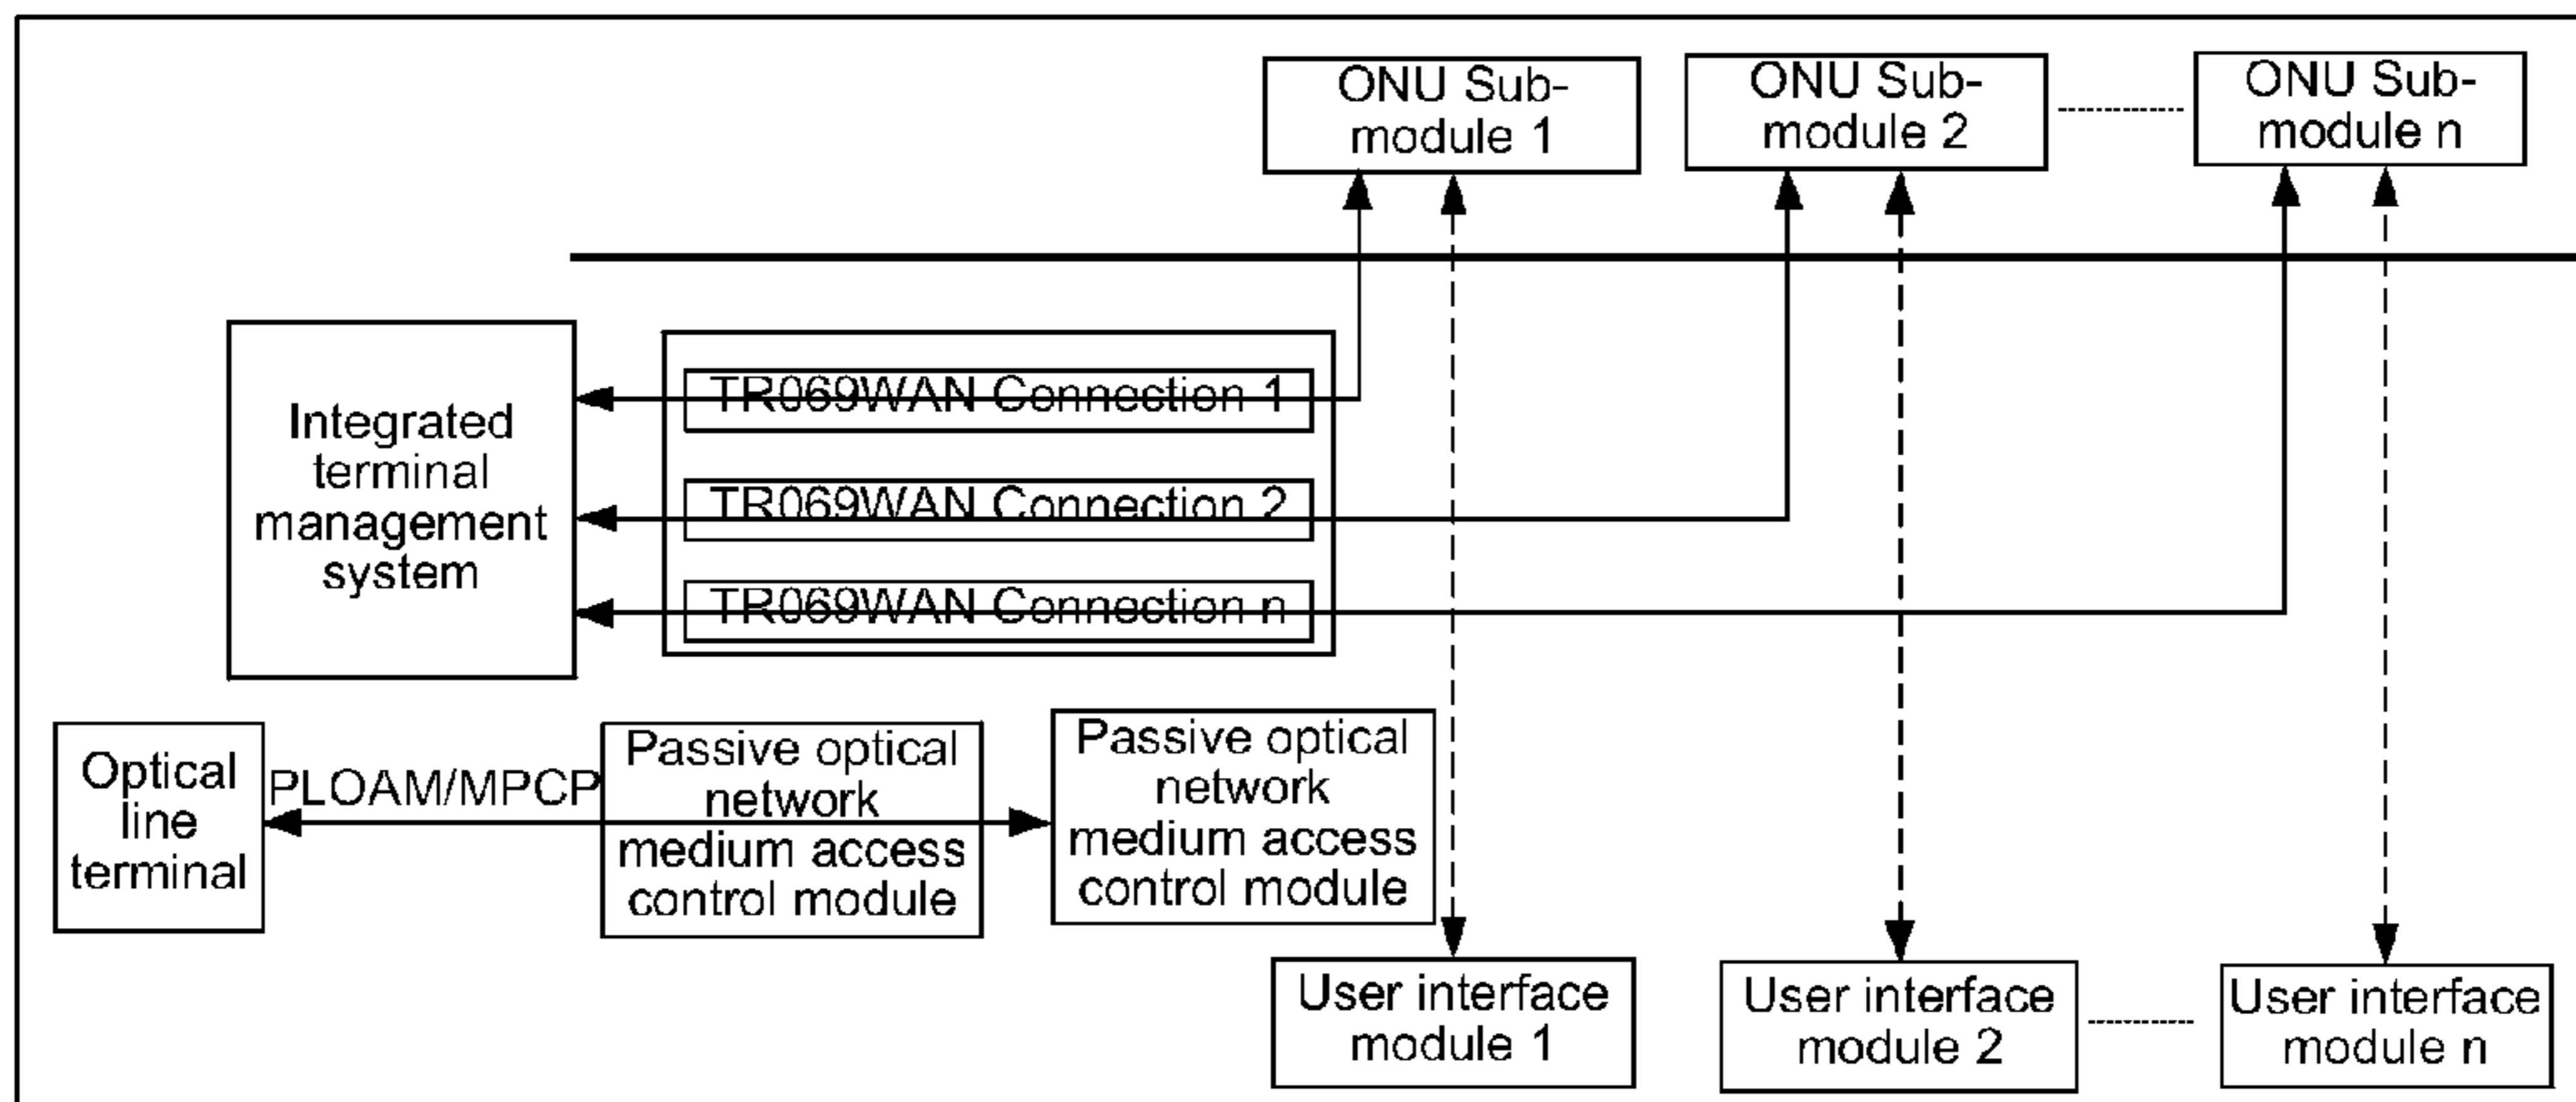 ONU Sub-
module 1
ONU Sub-
module 2
ONU Sub-
module n
Integrated
terminal
management
system
TR069WAN Connection 1
TR069WAN Connection 2
TR069WAN Connection n
Optical
line
terminal
PLOAM/MPCP
Passive optical
network
medium access
control module
Passive optical
network
medium access
control module
User interface
module 1
User interface
module 2
User interface
module n